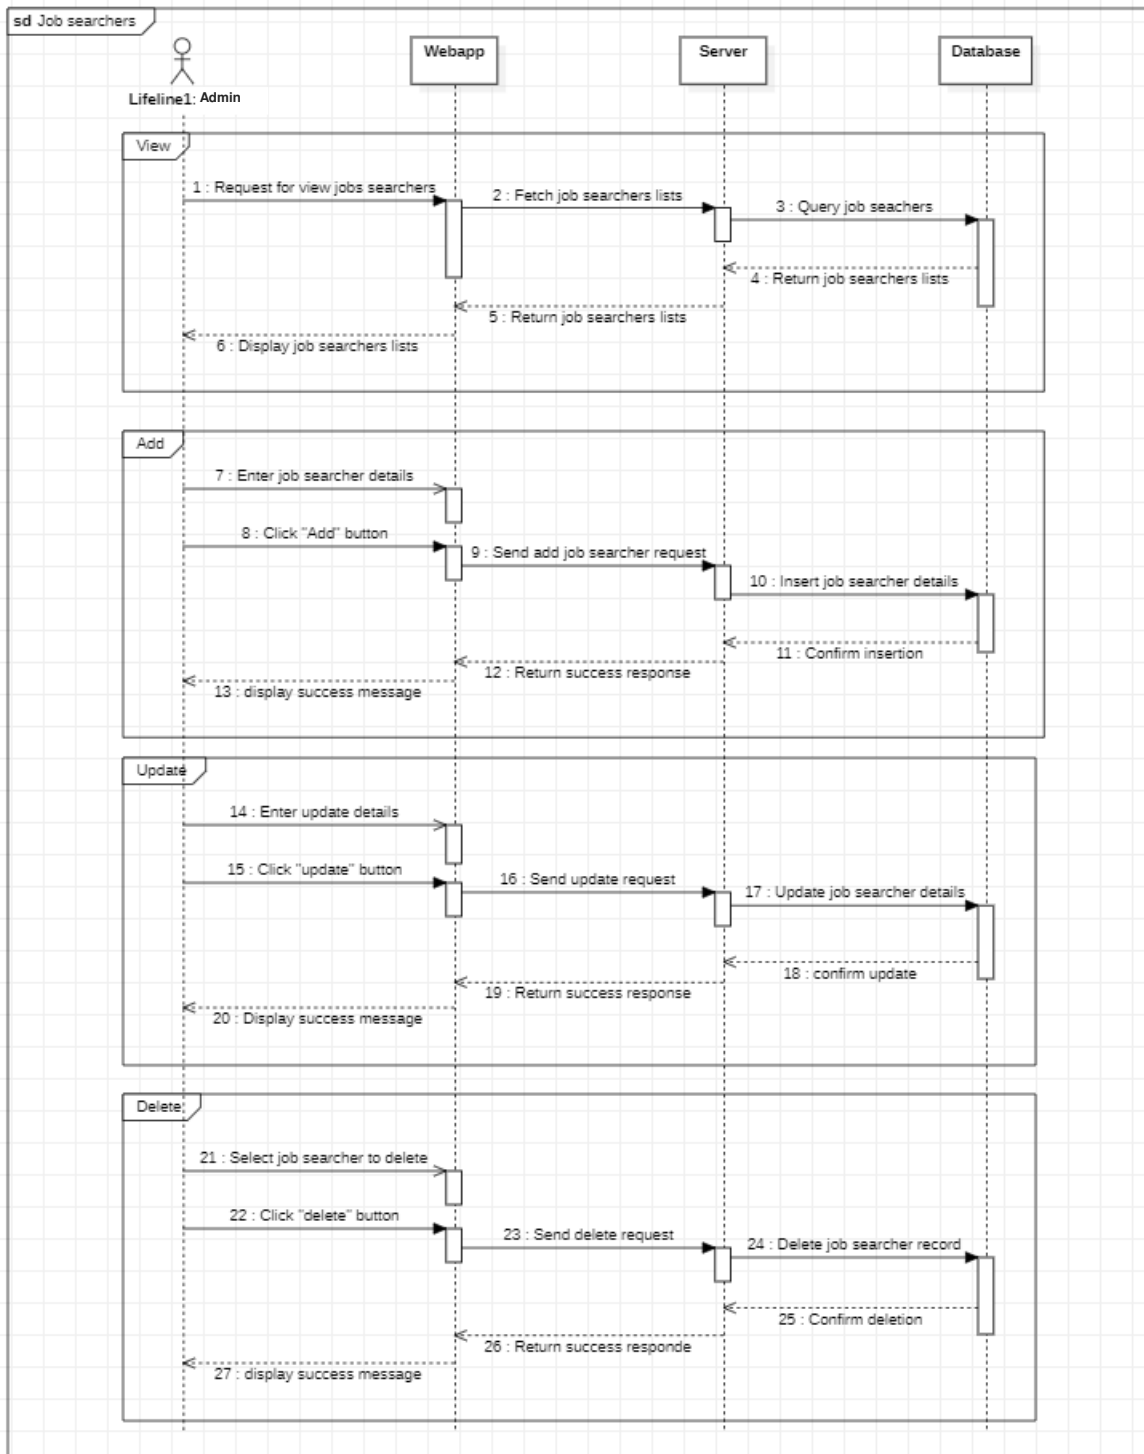 sd Job searchers
Webapp
Server
Database
Lifeline1: Admin
View
1 : Request for view jobs searchers
2 : Fetch job searchers lists
3 : Query job seachers
4 : Return job searchers lists
5 : Return job searchers lists
6 : Display job searchers lists
Add
7 : Enter job searcher details
8 : Click "Add" button
9 : Send add job searcher request
10 : Insert job searcher details
11 : Confirm insertion
12 : Return success response
13 : display success message
Update
14 : Enter update details
15 : Click "update" button
16 : Send update request
17 : Update job searcher details
18 : confirm update
19 : Return success response
20 : Display success message
Delete
21 : Select job searcher to delete
22 : Click "delete" button
23 : Send delete request
24 : Delete job searcher record
25 : Confirm deletion
26 : Return success responde
27 : display success message